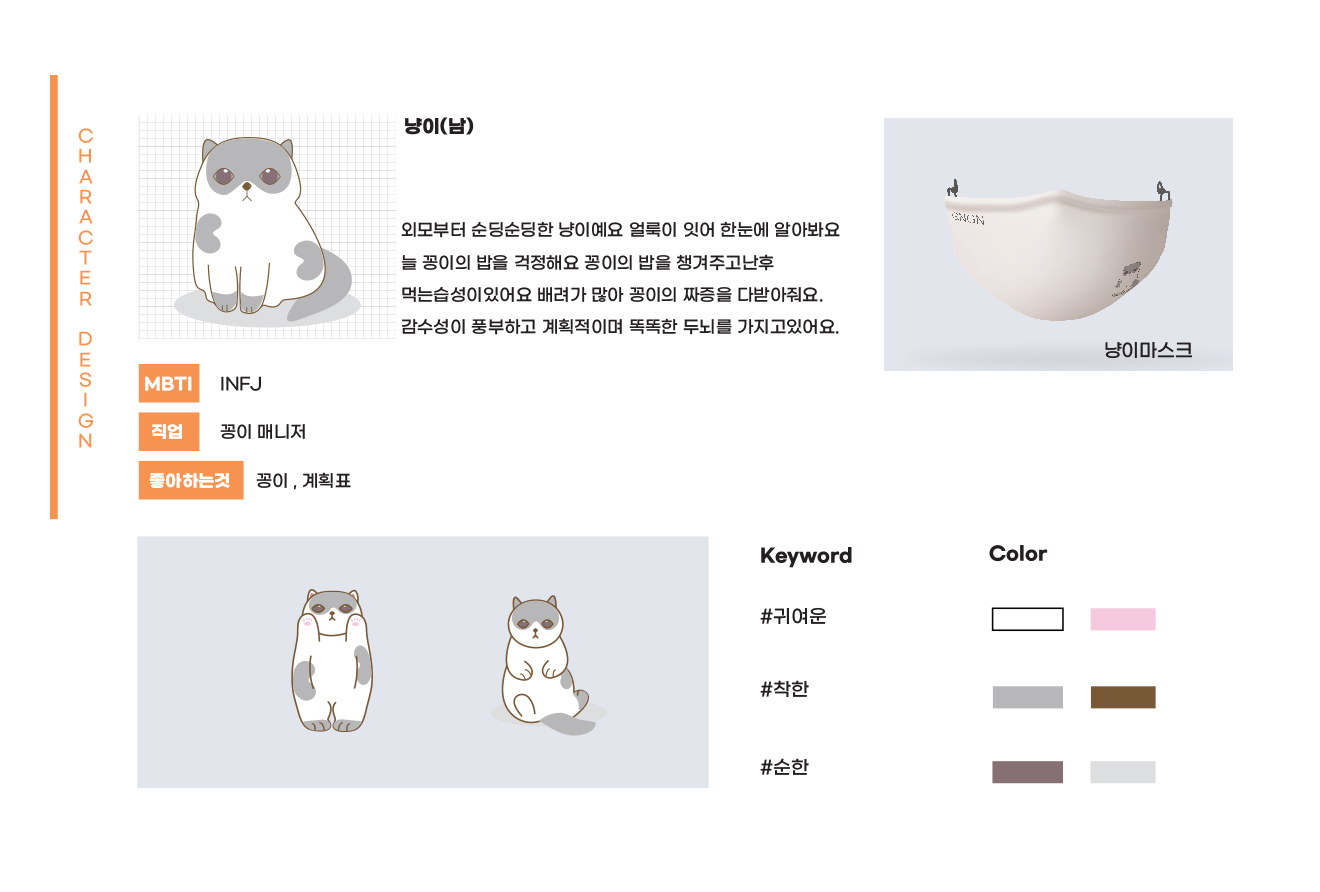 CHARACTER DESIGN
냥이(남)
외모부터 순딩순딩한 냥이예요 얼룩이 잇어 한눈에 알아봐요
늘 꽁이의 밥을 걱정해요 꽁이의 밥을 챙겨주고난후
먹는습성이있어요 배려가 많아 꽁이의 짜증을 다받아줘요.
감수성이 풍부하고 계획적이며 똑똑한 두뇌를 가지고있어요.
MBTI INFJ
직업 꽁이 매니저
좋아하는것 꽁이 , 계획표
GNGN
냥이마스크
Keyword
#귀여운
#착한
#순한
Color